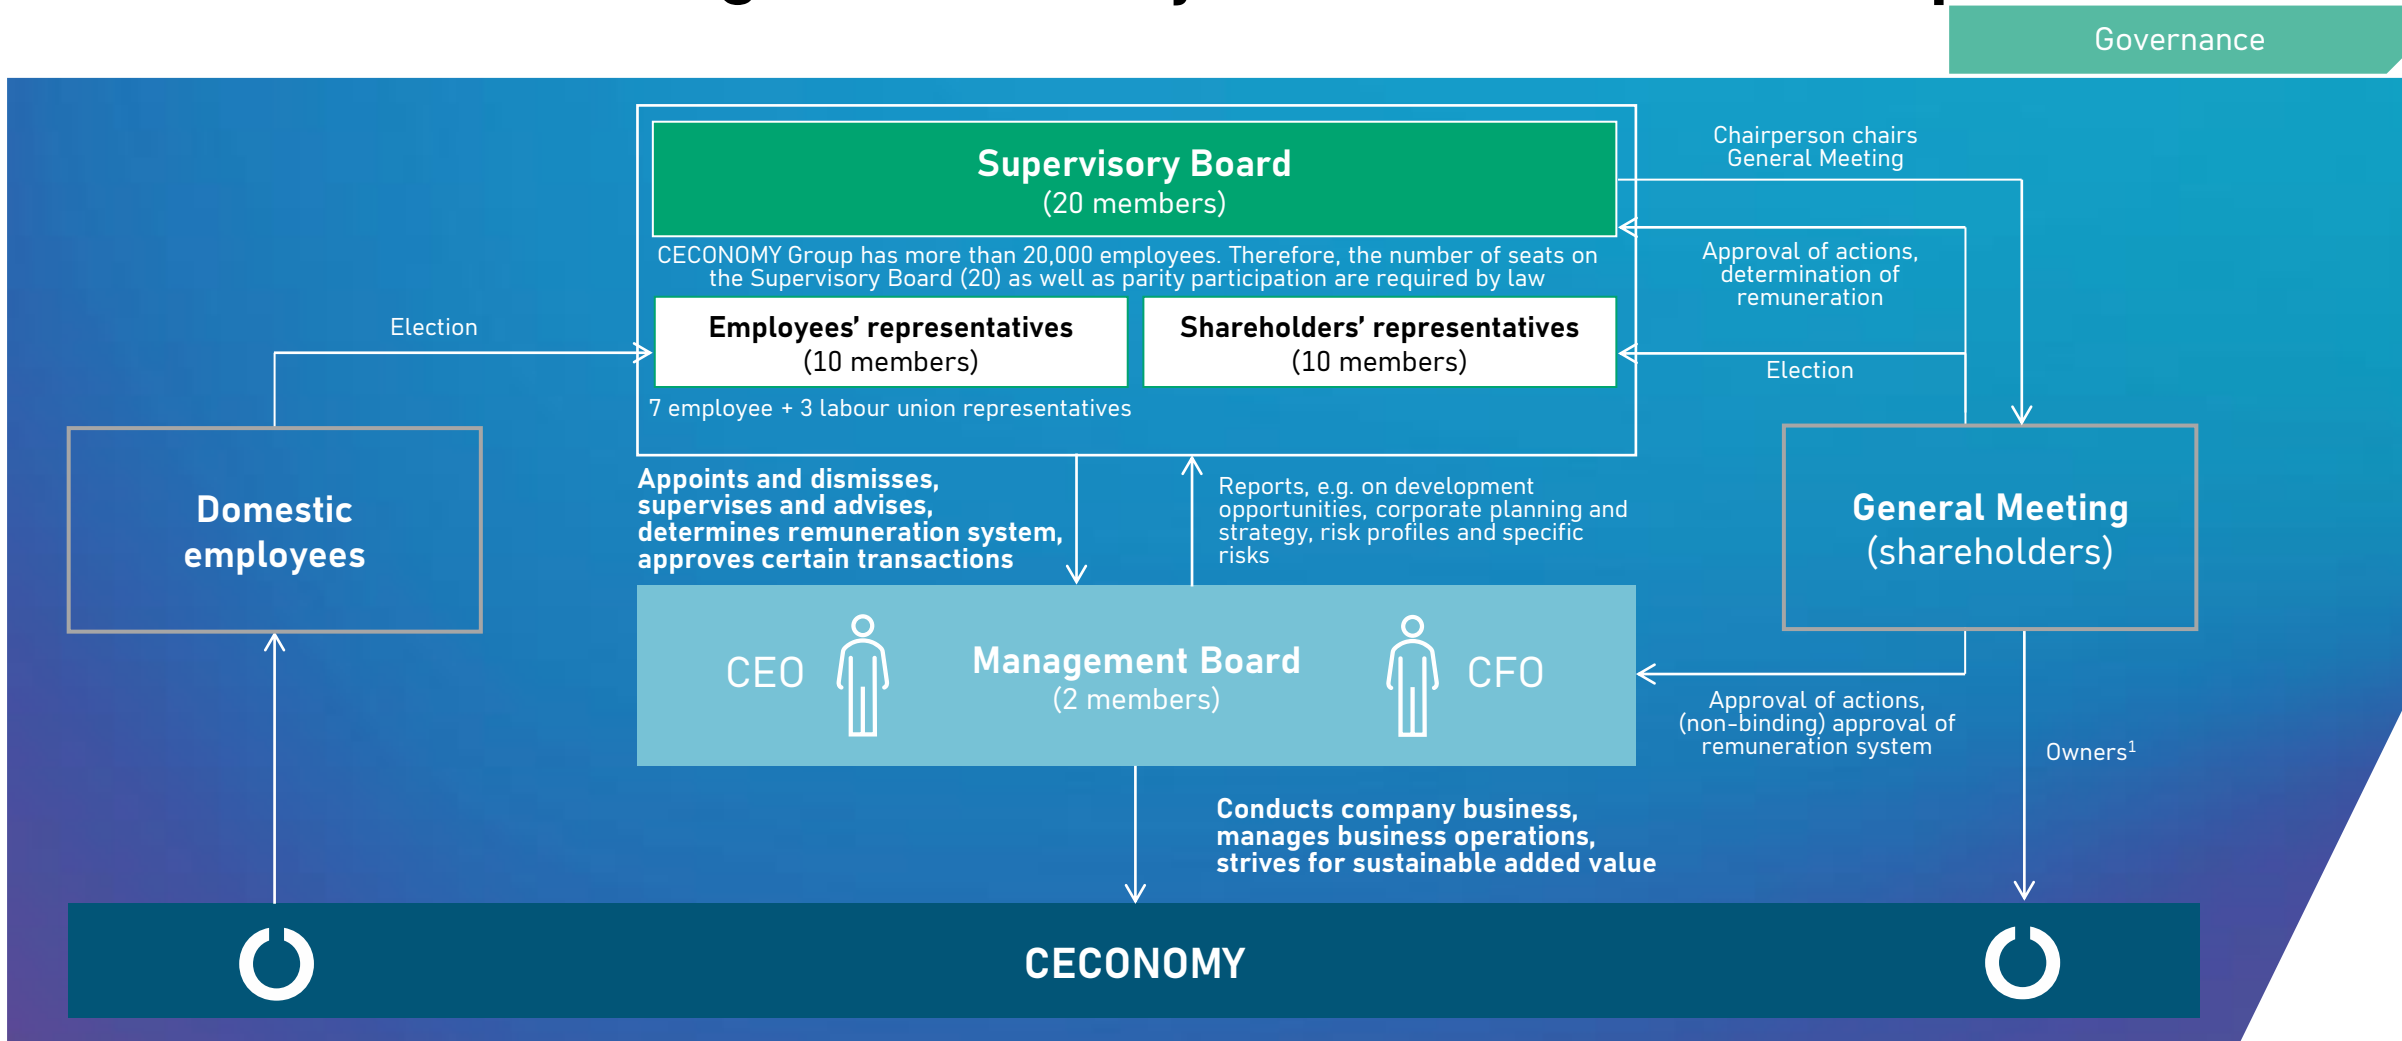 Governance
Supervisory Board
(20 members)
CECONOMY Group has more than 20,000 employees. Therefore, the number of seats on
the Supervisory Board (20) as well as parity participation are required by law
Employees’ representatives
(10 members)
Shareholders’ representatives
(10 members)
7 employee + 3 labour union representatives
Chairperson chairs
General Meeting
Approval of actions,
determination of
remuneration
Election
Election
Domestic
employees
Appoints and dismisses,
supervises and advises,
determines remuneration system,
approves certain transactions
Reports, e.g. on development
opportunities, corporate planning and
strategy, risk profiles and specific
risks
General Meeting
(shareholders)
CEO
Management Board
(2 members)
CFO
Approval of actions,
(non-binding) approval of
remuneration system
Owners¹
Conducts company business,
manages business operations,
strives for sustainable added value
CECONOMY